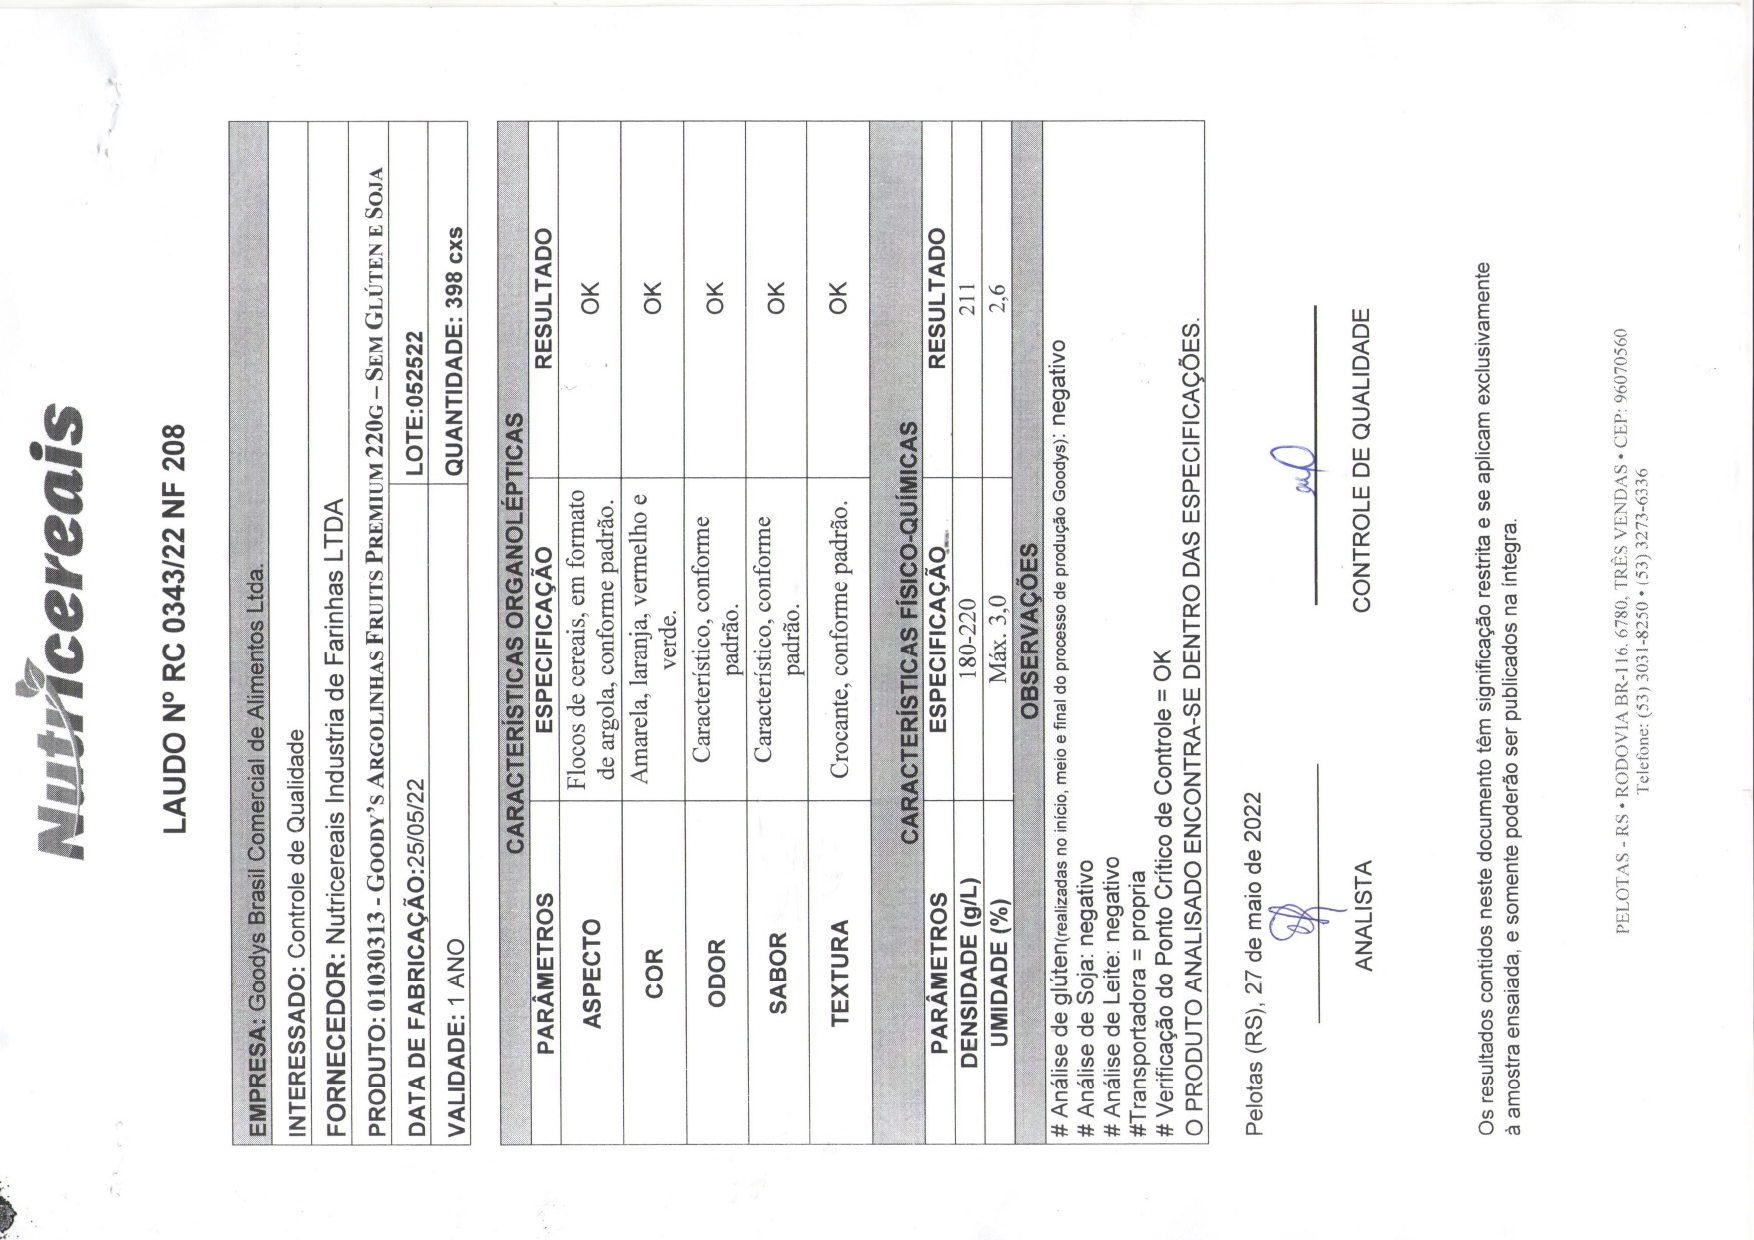 Nutricereais
LAUDO Nº RC 0343/22 NF 208
EMPRESA: Goodys Brasil Comercial de Alimentos Ltda.
INTERESSADO: Controle de Qualidade
FORNECEDOR: Nutricereais Industria de Farinhas LTDA
PRODUTO: 01030313 - GOODY'S ARGOLINHAS FRUITS PREMIUM 220G – SEM GLÚTEN E SOJA
DATA DE FABRICAÇÃO:25/05/22 LOTE:052522
VALIDADE: 1 ANO QUANTIDADE: 398 cxs
CARACTERÍSTICAS ORGANOLÉPTICAS
PARÂMETROS ESPECIFICAÇÃO RESULTADO
ASPECTO Flocos de cereais, em formato
de argola, conforme padrão. OK
COR Amarela, laranja, vermelho e
verde. OK
ODOR Característico, conforme
padrão. OK
SABOR Característico, conforme
padrão. OK
TEXTURA Crocante, conforme padrão. OK
CARACTERÍSTICAS FÍSICO-QUÍMICAS
PARÂMETROS ESPECIFICAÇÃO RESULTADO
DENSIDADE (g/L) 180-220 211
UMIDADE (%) Máx. 3,0 2,6
OBSERVAÇÕES
# Análise de glúten(realizadas no início, meio e final do processo de produção Goodys): negativo
# Análise de Soja: negativo
# Análise de Leite: negativo
#Transportadora = propria
# Verificação do Ponto Crítico de Controle = OK
O PRODUTO ANALISADO ENCONTRA-SE DENTRO DAS ESPECIFICAÇÕES.
Pelotas (RS), 27 de maio de 2022
ANALISTA CONTROLE DE QUALIDADE
Os resultados contidos neste documento têm significação restrita e se aplicam exclusivamente
à amostra ensaiada, e somente poderão ser publicados na íntegra.
PELOTAS - RS • RODOVIA BR-116. 6780, TRÊS VENDAS • CEP: 96070560
Telefone: (53) 3031-8250 • (53) 3273-6336